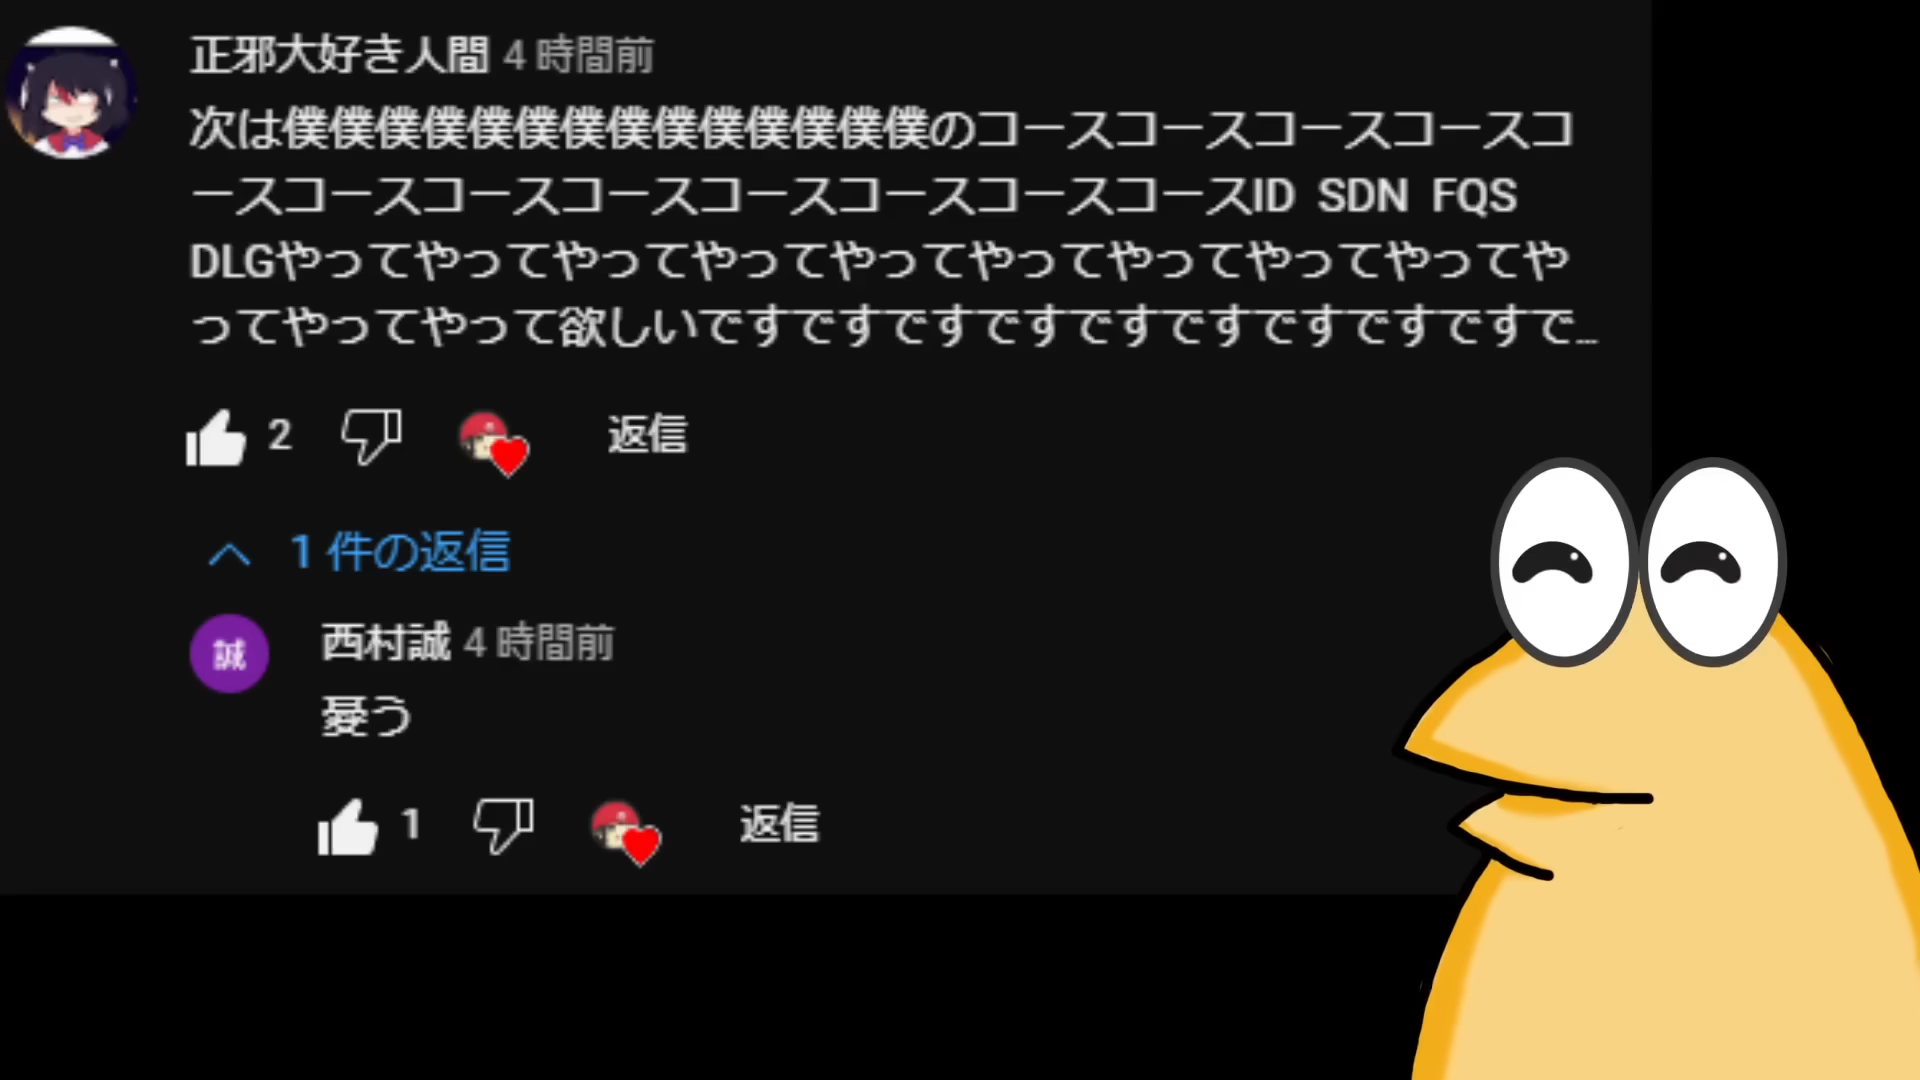 正邪大好き人間 4 時間前
次は僕僕僕僕僕僕僕僕僕僕僕僕僕僕のコースコースコースコースコ
ースコースコースコースコースコースコースコースID SDN FQS
DLGやってやってやってやってやってやってやってやってやってや
ってやってやって欲しいですですですですですですですですですで...
2 返信
1 件の返信
誠
西村誠 4 時間前
憂う
1 返信